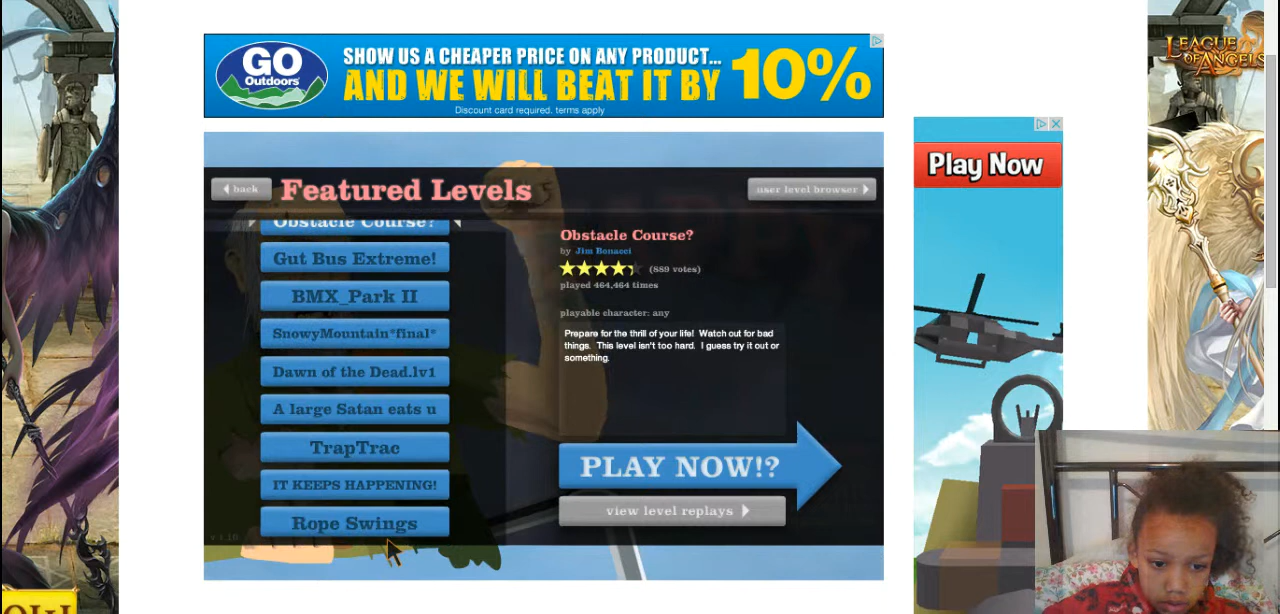 GO
Outdoors
SHOW US A CHEAPER PRICE ON ANY PRODUCT...
AND WE WILL BEAT IT BY 10%
Discount card required. terms apply
LEAGUE
OF ANGELS
Play Now
back
Featured Levels
user level browser
Obstacle Course?
Gut Bus Extreme!
BMX_Park II
SnowyMountain*final*
Dawn of the Dead.lv1
A large Satan eats u
TrapTrac
IT KEEPS HAPPENING!
Rope Swings
v 1.10
Obstacle Course?
by Jim Bonacci
(889 votes)
played 464,464 times
playable character: any
Prepare for the thrill of your life! Watch out for bad
things. This level isn't too hard. I guess try it out or
something.
PLAY NOW!?
view level replays